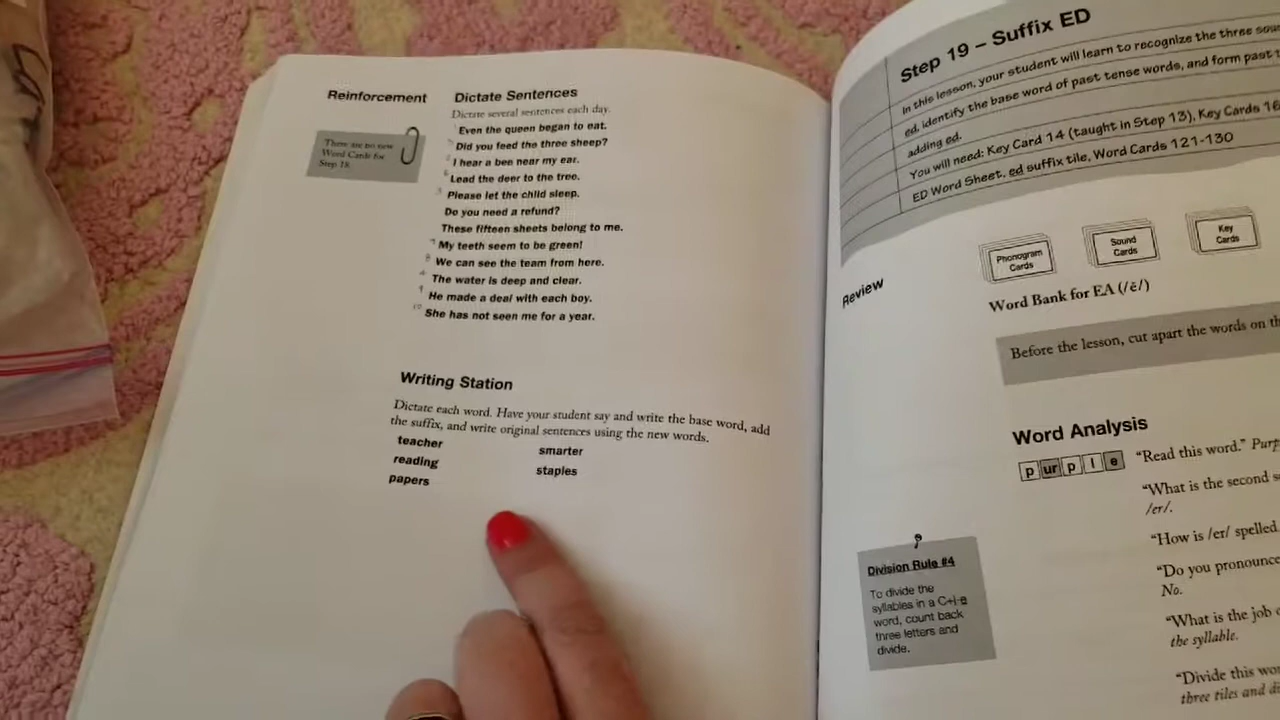 Reinforcement
There are no new
Word Cards for
Step 18.
Dictate Sentences
Dictate several sentences each day.
Even the queen began to eat.
Did you feed the three sheep?
I hear a bee near my ear.
Lead the deer to the tree.
Please let the child sleep.
Do you need a refund?
These fifteen sheets belong to me.
My teeth seem to be green!
We can see the team from here.
The water is deep and clear.
He made a deal with each boy.
She has not seen me for a year.
Writing Station
Dictate each word. Have your student say and write the base word, add
the suffix, and write original sentences using the new words.
teacher
reading
papers
smarter
staples
Step 19 – Suffix ED
In this lesson, your student will learn to recognize the three
ed, identify the base word of past tense words, and form past
adding ed.
You will need: Key Card 14 (taught in Step 13), Key Cards
ED Word Sheet, ed suffix tile, Word Cards 121-130
Review
Phonogram
Cards
Sound
Cards
Key
Cards
Word Bank for EA (/ē/)
Before the lesson, cut apart the words on
Word Analysis
p ur p l e
"Read this word."
"What is the second
/er/.
"How is /er/ spelled
"Do you pronounce
No.
"What is the job
the syllable.
"Divide this
three tiles and
Division Rule #4
To divide the
syllables in a C+l-e
word, count back
three letters and
divide.